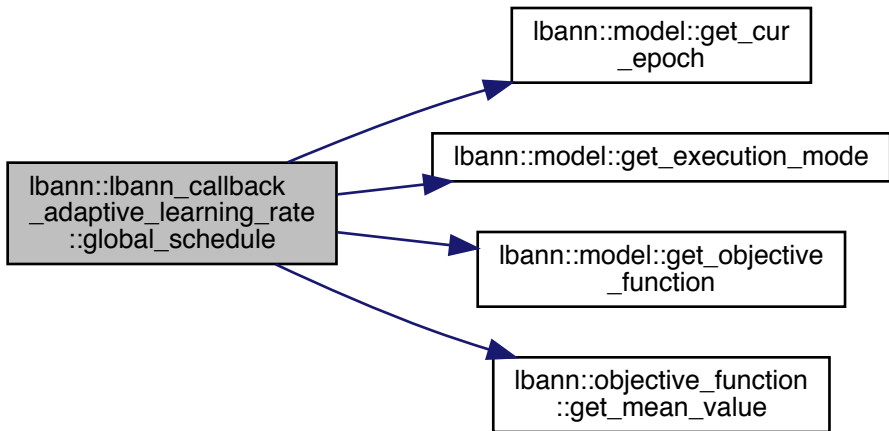 lbann::model::get_cur
_epoch
lbann::model::get_execution_mode
lbann::lbann_callback
_adaptive_learning_rate
::global_schedule
lbann::model::get_objective
_function
lbann::objective_function
::get_mean_value